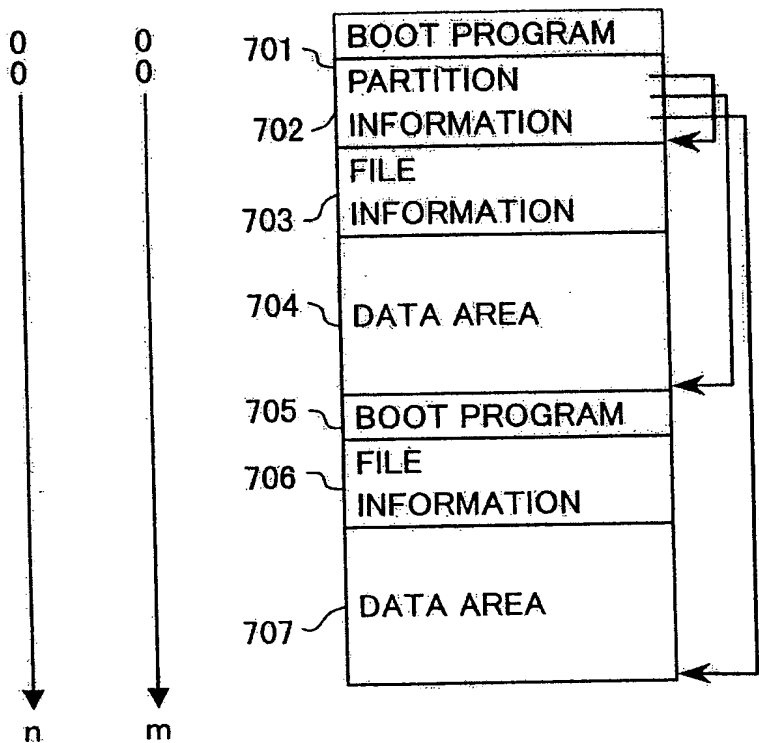 0 0 701 BOOT PROGRAM
0 0 PARTITION
702 INFORMATION
FILE
703 INFORMATION
704 DATA AREA
705 BOOT PROGRAM
706 FILE
INFORMATION
707 DATA AREA
n m